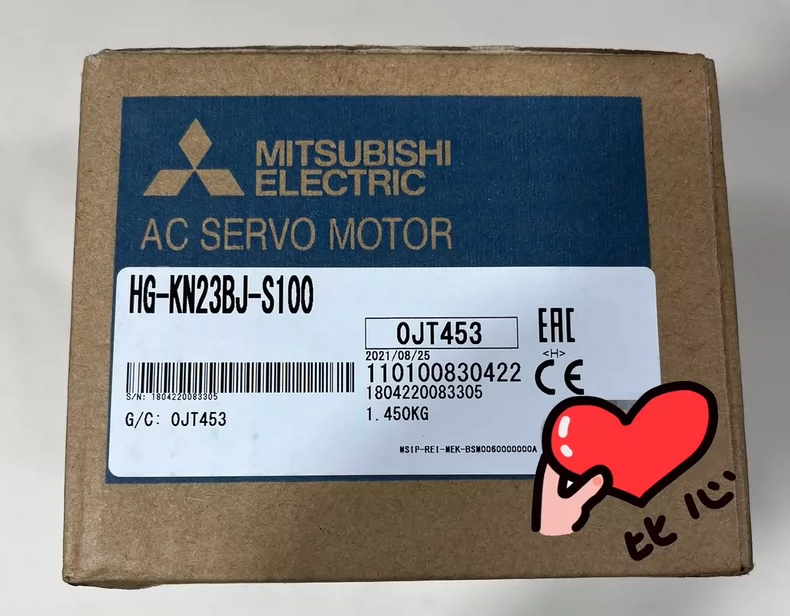 MITSUBISHI
ELECTRIC
AC SERVO MOTOR
HG-KN23BJ-S100
0JT453
EAC
2021/08/25
<H>
110100830422
CE
S/N: 1804220083305
1804220083305
G/C: 0JT453
1.450KG
MSIP-REI-MEK-BSM0060000000A
比心